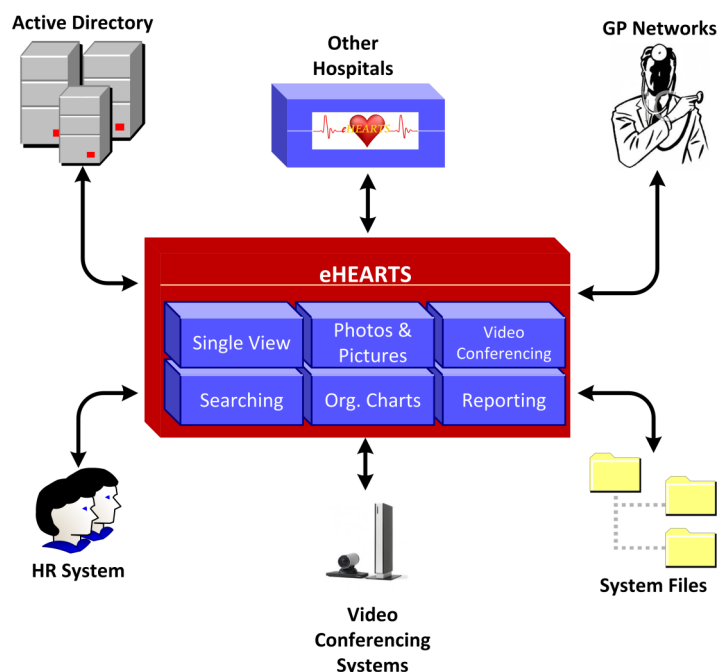 Active Directory
Other
Hospitals
GP Networks
eHEARTS
eHEARTS
Single View
Photos &
Pictures
Video
Conferencing
Searching
Org. Charts
Reporting
HR System
Video
Conferencing
Systems
System Files